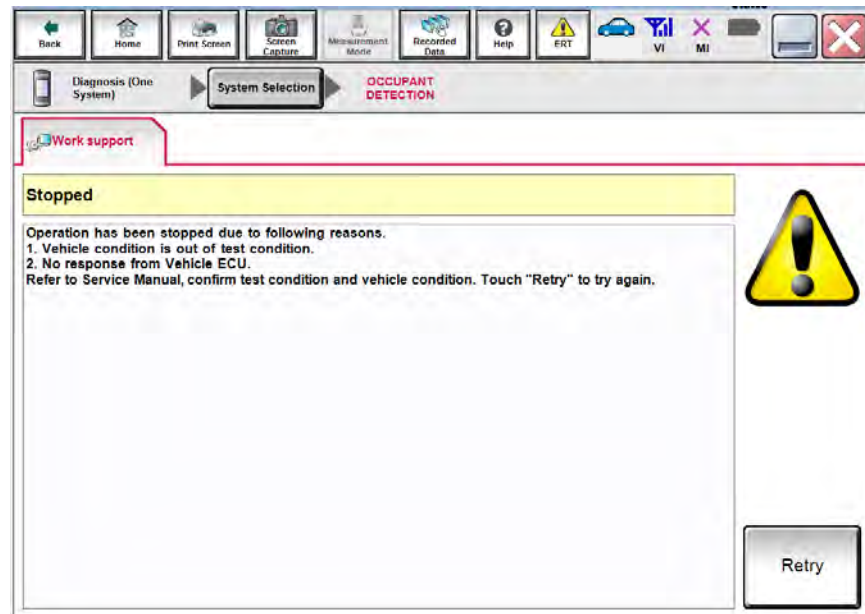 Back
Home
Print Screen
Screen
Capture
Measurement
Mode
Recorded
Data
Help
ERT
VI
MI
Diagnosis (One
System)
System Selection
OCCUPANT
DETECTION
Work support
Stopped
Operation has been stopped due to following reasons.
1. Vehicle condition is out of test condition.
2. No response from Vehicle ECU.
Refer to Service Manual, confirm test condition and vehicle condition. Touch "Retry" to try again.
Retry